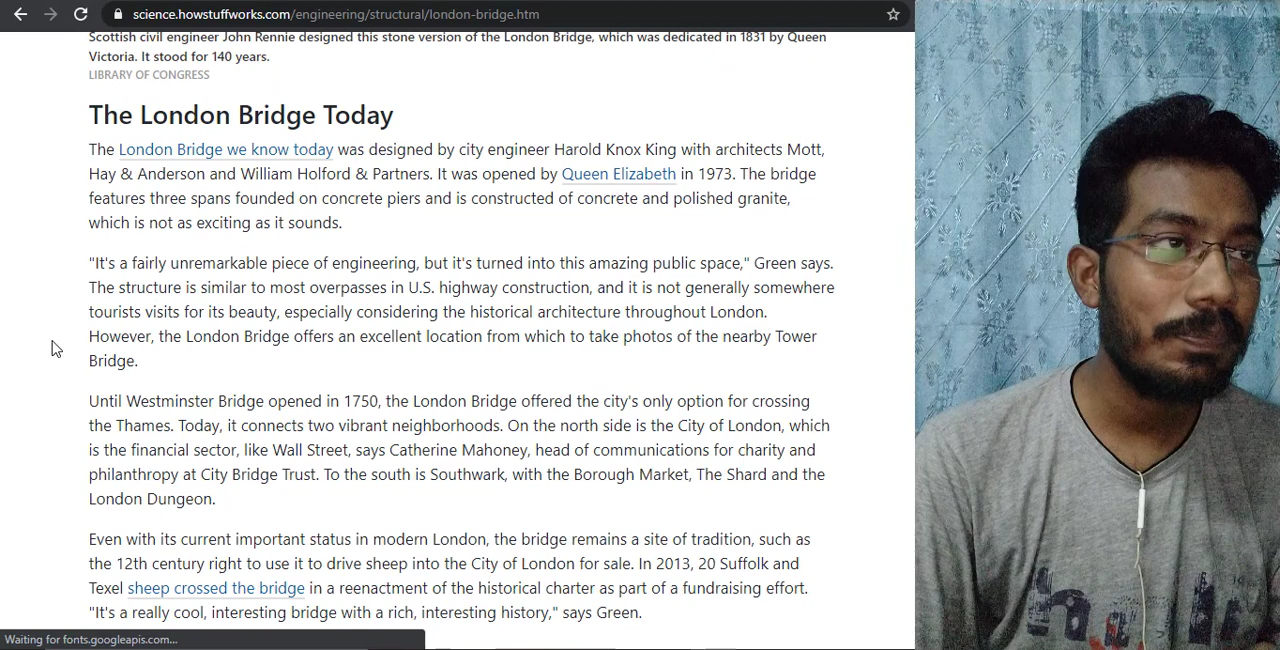 science.howstuffworks.com/engineering/structural/london-bridge.htm
Scottish civil engineer John Rennie designed this stone version of the London Bridge, which was dedicated in 1831 by Queen
Victoria. It stood for 140 years.
LIBRARY OF CONGRESS
The London Bridge Today
The London Bridge we know today was designed by city engineer Harold Knox King with architects Mott,
Hay & Anderson and William Holford & Partners. It was opened by Queen Elizabeth in 1973. The bridge
features three spans founded on concrete piers and is constructed of concrete and polished granite,
which is not as exciting as it sounds.
"It's a fairly unremarkable piece of engineering, but it's turned into this amazing public space," Green says.
The structure is similar to most overpasses in U.S. highway construction, and it is not generally somewhere
tourists visits for its beauty, especially considering the historical architecture throughout London.
However, the London Bridge offers an excellent location from which to take photos of the nearby Tower
Bridge.
Until Westminster Bridge opened in 1750, the London Bridge offered the city's only option for crossing
the Thames. Today, it connects two vibrant neighborhoods. On the north side is the City of London, which
is the financial sector, like Wall Street, says Catherine Mahoney, head of communications for charity and
philanthropy at City Bridge Trust. To the south is Southwark, with the Borough Market, The Shard and the
London Dungeon.
Even with its current important status in modern London, the bridge remains a site of tradition, such as
the 12th century right to use it to drive sheep into the City of London for sale. In 2013, 20 Suffolk and
Texel sheep crossed the bridge in a reenactment of the historical charter as part of a fundraising effort.
"It's a really cool, interesting bridge with a rich, interesting history," says Green.
Waiting for fonts.googleapis.com...